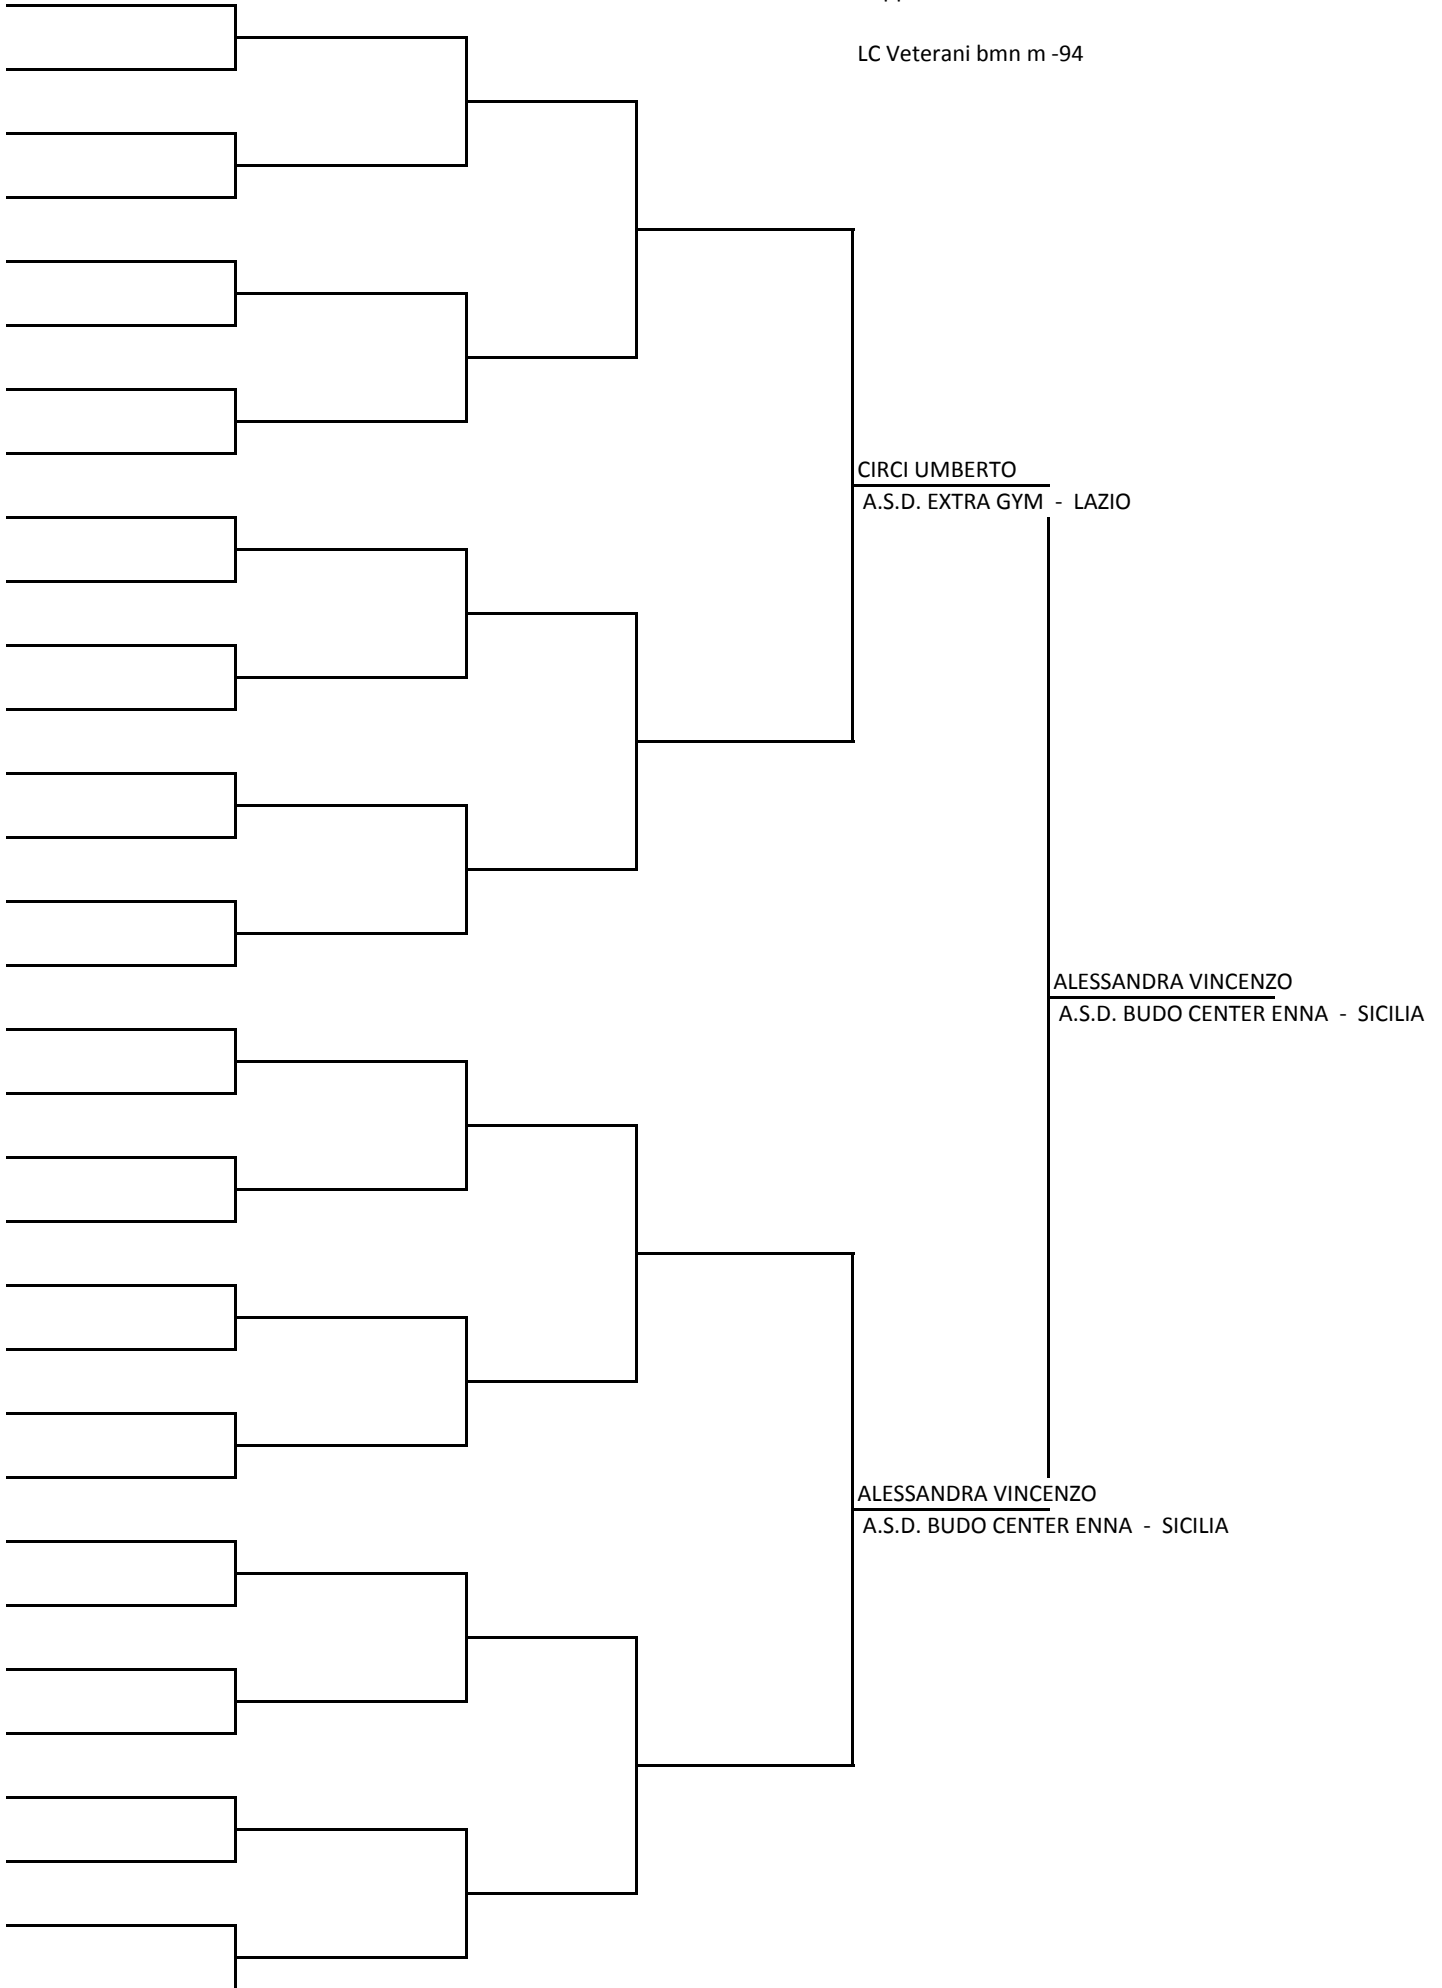 LC Veterani bmn m -94
CIRCI UMBERTO
A.S.D. EXTRA GYM - LAZIO
ALESSANDRA VINCENZO
A.S.D. BUDO CENTER ENNA - SICILIA
ALESSANDRA VINCENZO
A.S.D. BUDO CENTER ENNA - SICILIA